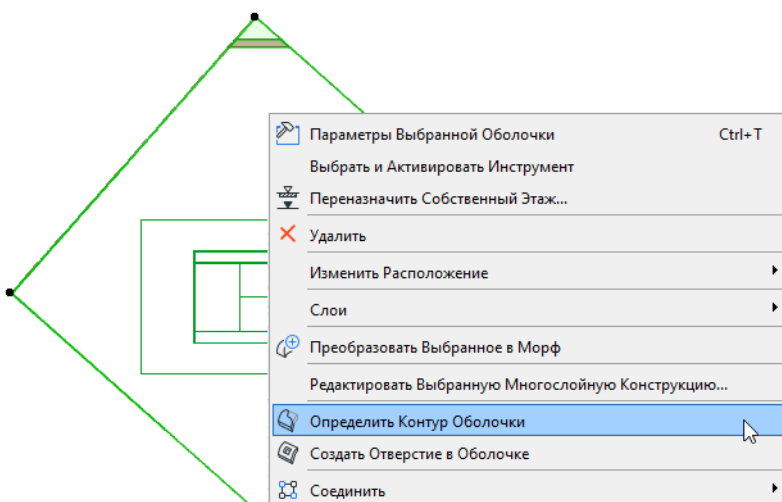 Параметры Выбранной Оболочки Ctrl+T
Выбрать и Активировать Инструмент
Переназначить Собственный Этаж...
Удалить
Изменить Расположение
Слои
Преобразовать Выбранное в Морф
Редактировать Выбранную Многослойную Конструкцию...
Определить Контур Оболочки
Создать Отверстие в Оболочке
Соединить